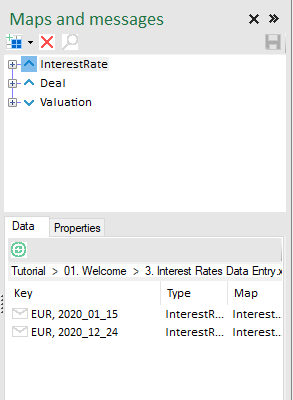 Maps and messages
InterestRate
Deal
Valuation
Data Properties
Tutorial > 01. Welcome > 3. Interest Rates Data Entry.x
Key Type Map
EUR, 2020_01_15 InterestR... Interest...
EUR, 2020_12_24 InterestR... Interest...